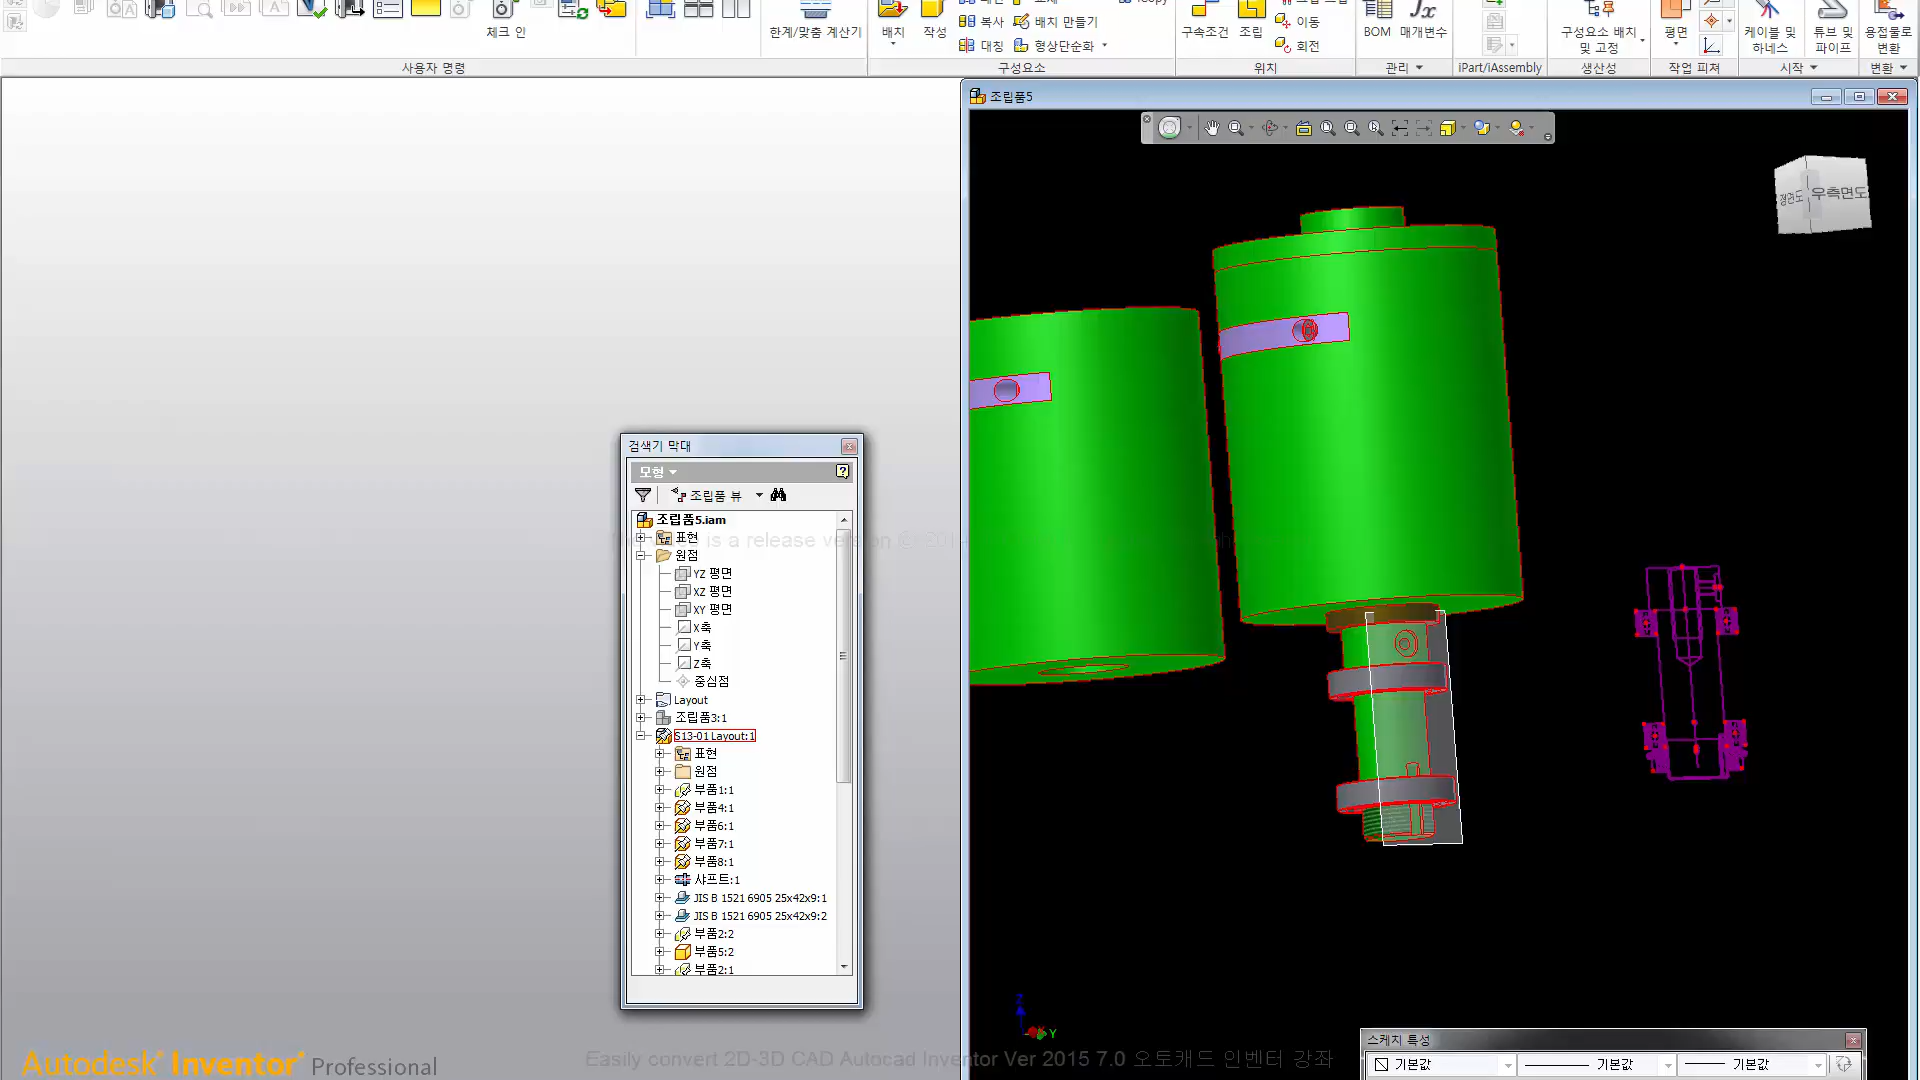 체크 인
한계/맞춤 계산기
배치
작성
복사
대칭
배치 만들기
형상단순화
구속조건
조립
이동
회전
BOM
매개변수
구성요소 배치
및 고정
평면
케이블 및
하네스
튜브 및
파이프
용접물로
변환
사용자 명령
구성요소
위치
관리
iPart/iAssembly
생산성
작업 피쳐
시작
변환
조립품5
정면도
우측면도
검색기 막대
모형
조립품 뷰
조립품5.iam
표현
원점
YZ 평면
XZ 평면
XY 평면
X축
Y축
Z축
중심점
Layout
조립품3:1
S13-01 Layout:1
표현
원점
부품1:1
부품4:1
부품6:1
부품7:1
부품8:1
샤프트:1
JIS B 1521 6905 25x42x9:1
JIS B 1521 6905 25x42x9:2
부품2:2
부품5:2
부품2:1
is a release version
Z
Y
스케치 특성
기본값
기본값
기본값
Autodesk® Inventor® Professional
Easily convert 2D-3D CAD Autocad Inventor Ver 2015 7.0 오토캐드 인벤터 강좌